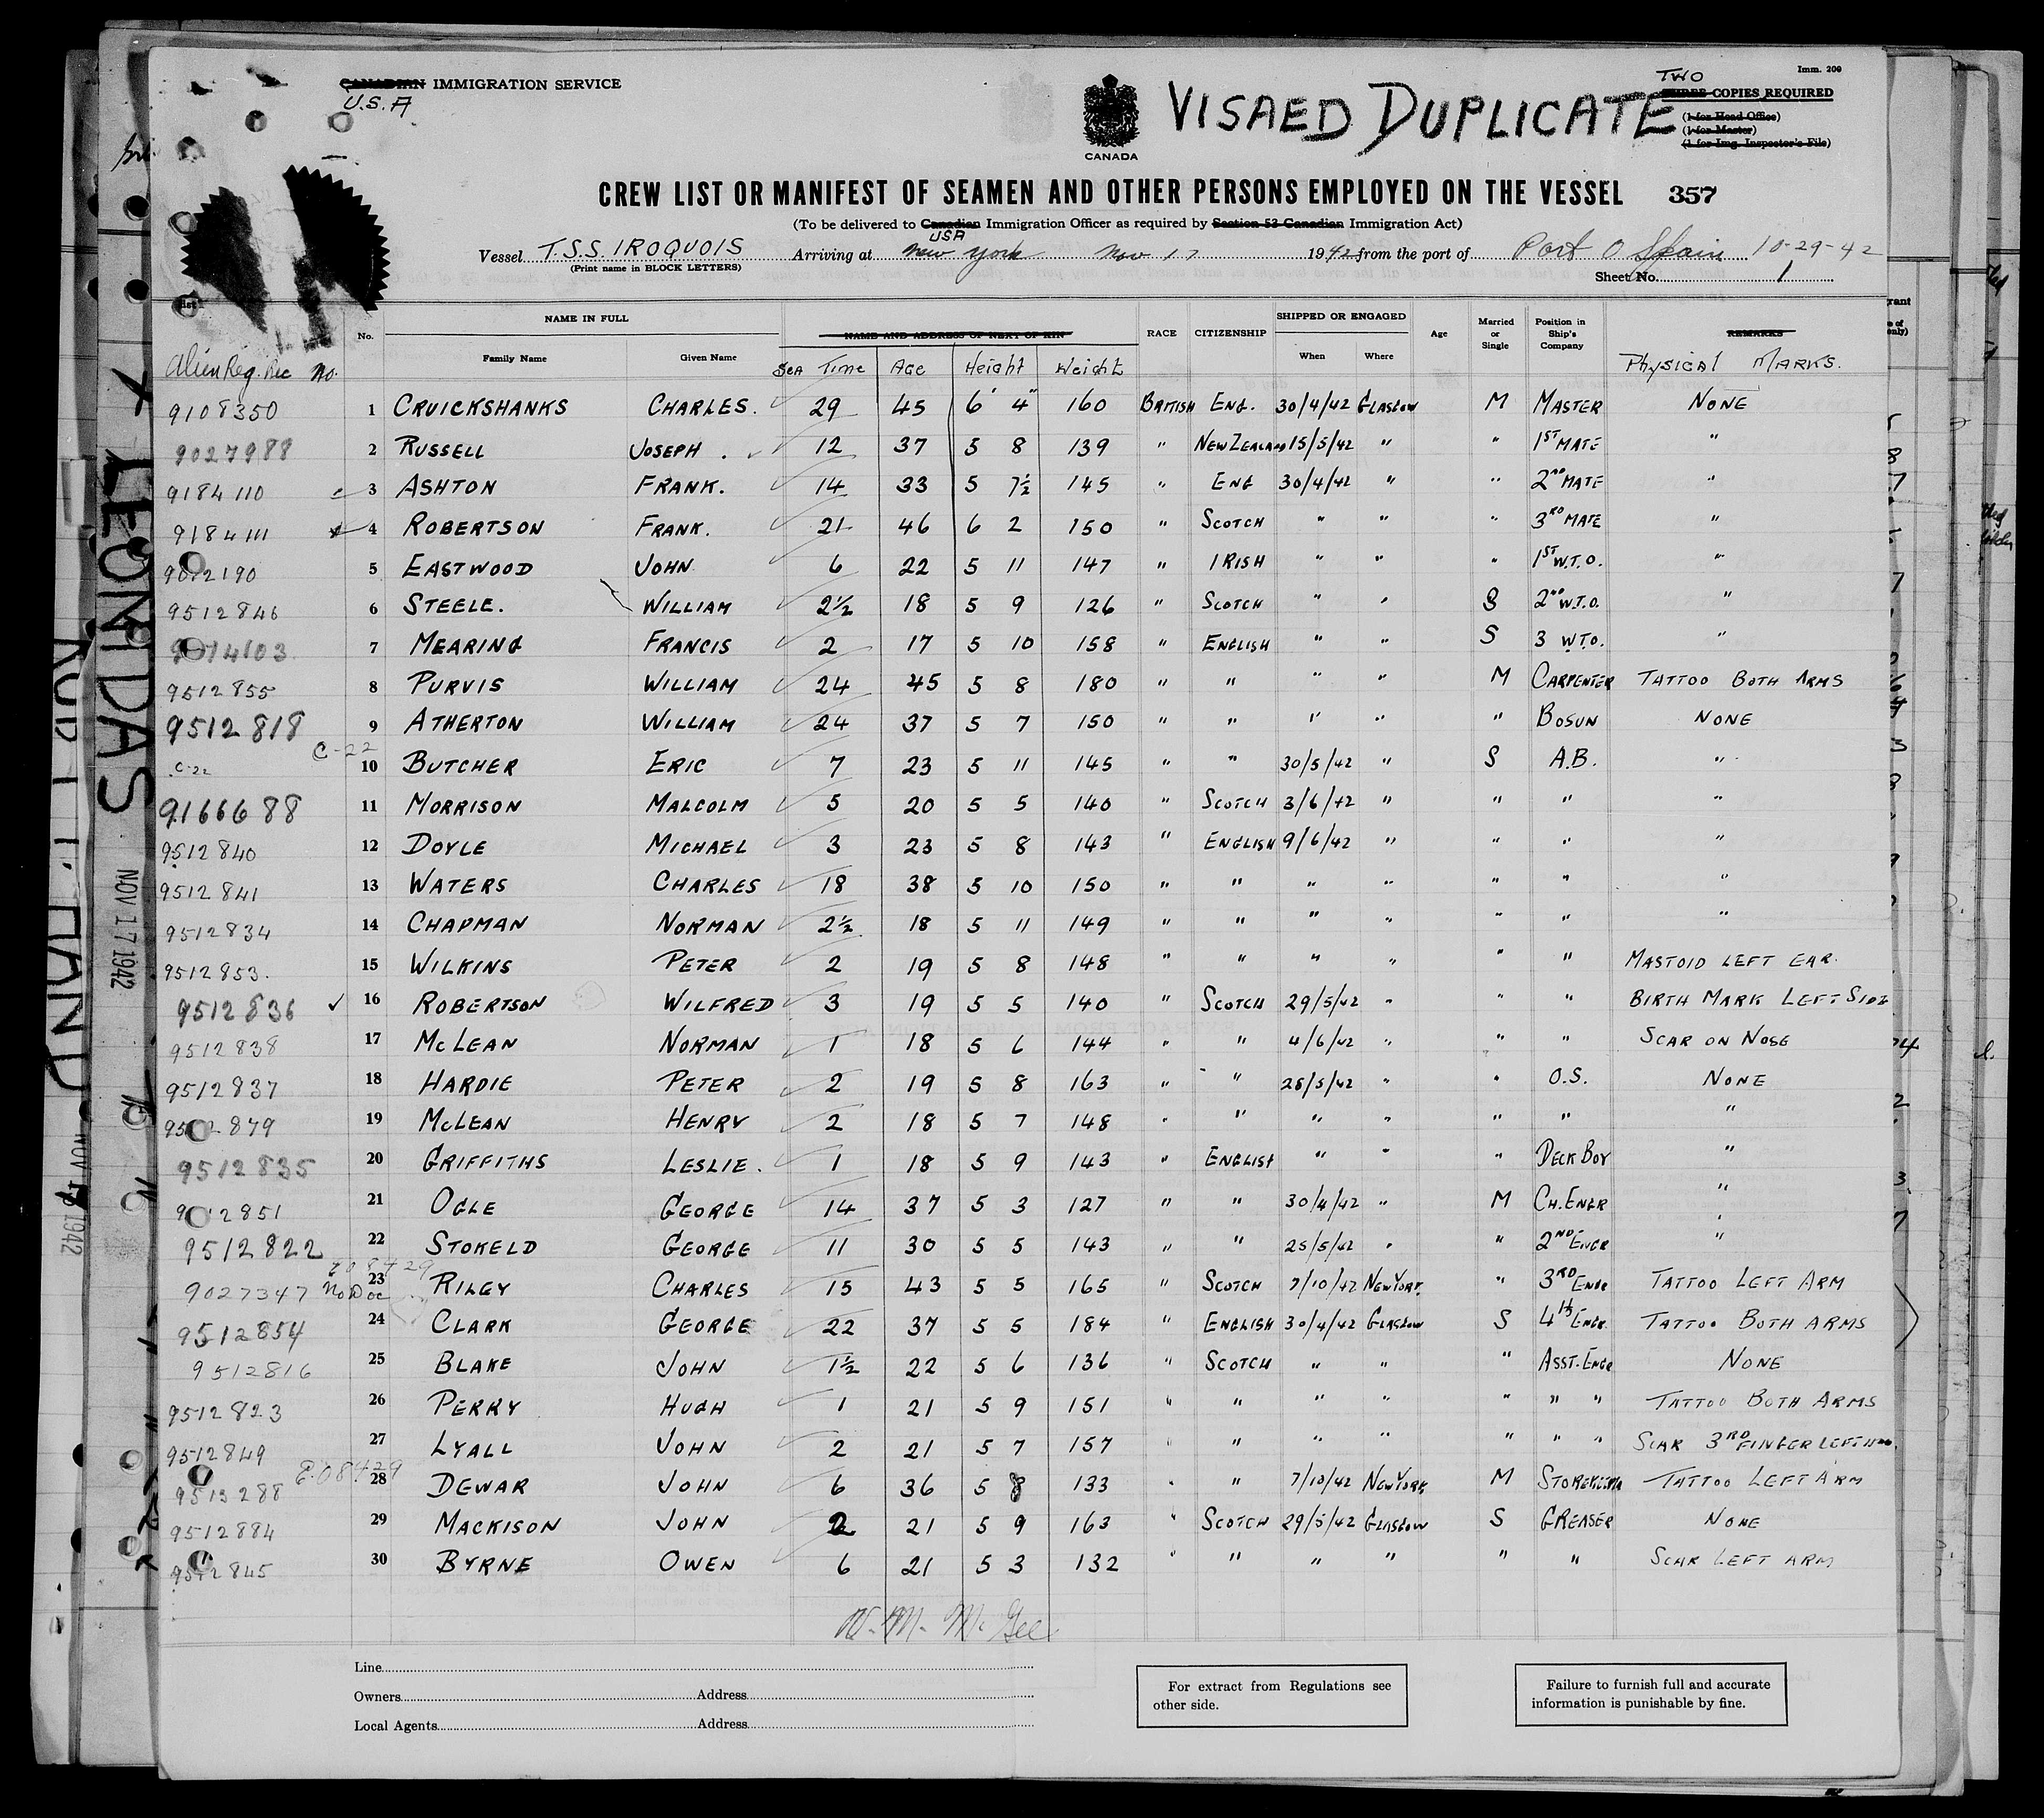 CANADIAN IMMIGRATION SERVICE
U.S.A
CANADA
VISAED DUPLICATE
Imm. 200
TWO
THREE COPIES REQUIRED
(1 for Head Office)
(1 for Master)
(1 for Img. Inspector's File)
CREW LIST OR MANIFEST OF SEAMEN AND OTHER PERSONS EMPLOYED ON THE VESSEL 357
(To be delivered to Canadian Immigration Officer as required by Section 53 Canadian Immigration Act)
USA
Vessel T.S.S. IROQUOIS Arriving at New York Nov 17 1942 from the port of Port O Spain 10-29-42
(Print name in BLOCK LETTERS)
Sheet No. 1
No. NAME IN FULL NAME AND ADDRESS OF NEXT OF KIN RACE CITIZENSHIP SHIPPED OR ENGAGED Age Married or Single Position in Ship's Company REMARKS
Family Name Given Name When Where
Alien Reg. Rec No. Sea Time Age Height Weight Physical Marks.
9108350 1 CRUICKSHANKS CHARLES. 29 45 6' 4" 160 BRITISH ENG. 30/4/42 GLASGOW M MASTER NONE
9027988 2 RUSSELL JOSEPH. 12 37 5 8 139 " NEW ZEALAND 15/5/42 " " 1ST MATE "
9184110 3 ASHTON FRANK. 14 33 5 7½ 145 " ENG 30/4/42 " " 2ND MATE "
9184111 4 ROBERTSON FRANK. 21 46 6 2 150 " SCOTCH " " " 3RD MATE "
9012190 5 EASTWOOD JOHN 6 22 5 11 147 " IRISH " " " 1ST W.T.O. "
9512846 6 STEELE. WILLIAM 2½ 18 5 9 126 " SCOTCH " " S 2ND W.T.O. "
7 MEARING FRANCIS 2 17 5 10 158 " ENGLISH " " S 3 W.T.O. "
9512855 8 PURVIS WILLIAM 24 45 5 8 180 " " " " M CARPENTER TATTOO BOTH ARMS
9512818 9 ATHERTON WILLIAM 24 37 5 7 150 " " " " " BOSUN NONE
C-22 C-22 10 BUTCHER ERIC 7 23 5 11 145 " " 30/5/42 " S A.B. "
9166688 11 MORRISON MALCOLM 5 20 5 5 140 " SCOTCH 3/6/42 " " " "
9512840 12 DOYLE MICHAEL 3 23 5 8 143 " ENGLISH 9/6/42 " " " "
9512841 13 WATERS CHARLES 18 38 5 10 150 " " " " " " "
9512834 14 CHAPMAN NORMAN 2½ 18 5 11 149 " " " " " " "
9512853. 15 WILKINS PETER 2 19 5 8 148 " " " " " " MASTOID LEFT EAR.
9512836 16 ROBERTSON WILFRED 3 19 5 5 140 " SCOTCH 29/5/42 " " " BIRTH MARK LEFT SIDE
9512838 17 McLEAN NORMAN 1 18 5 6 144 " " 4/6/42 " " " SCAR ON NOSE
9512837 18 HARDIE PETER 2 19 5 8 163 " " 28/5/42 " " O.S. NONE
9512879 19 McLEAN HENRY 2 18 5 7 148 " " " " " " "
9512835 20 GRIFFITHS LESLIE. 1 18 5 9 143 " ENGLISH " " " DECK BOY "
9512851 21 OGLE GEORGE 14 37 5 3 127 " " 30/4/42 " M CH. ENGR "
9512822 22 STOKELD GEORGE 11 30 5 5 143 " " 25/5/42 " " 2ND ENGR "
9027347 No Doc 23 RILEY CHARLES 15 43 5 5 165 " SCOTCH 7/10/42 NEW YORK. " 3RD ENGR TATTOO LEFT ARM
9512854 24 CLARK GEORGE 22 37 5 5 184 " ENGLISH 30/4/42 GLASGOW S 4TH ENGR. TATTOO BOTH ARMS
9512816 25 BLAKE JOHN 1½ 22 5 6 136 " SCOTCH " " " ASST. ENGR NONE
9512823 26 PERRY HUGH 1 21 5 9 151 " " " " " " " TATTOO BOTH ARMS
9512849 27 LYALL JOHN 2 21 5 7 157 " " " " " " " SCAR 3RD FINGER LEFT
9513288 E.08429 28 DEWAR JOHN 6 36 5 8 133 " " 7/10/42 NEW YORK M STOREKEEPER TATTOO LEFT ARM
9512884 29 MACKISON JOHN 2 21 5 9 163 " SCOTCH 29/5/42 GLASGOW S GREASER NONE
9512845 30 BYRNE OWEN 6 21 5 3 132 " " " " " " SCAR LEFT ARM
Line
Owners Address
Local Agents Address
For extract from Regulations see other side.
Failure to furnish full and accurate information is punishable by fine.
LEONIDAS
NOV 17 1942